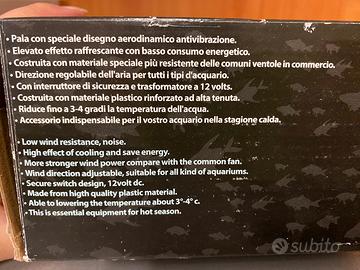 • Pala con speciale disegno aerodinamico antivibrazione.
• Elevato effetto raffrescante con basso consumo energetico.
• Costruita con materiale speciale più resistente delle comuni ventole in commercio.
• Direzione regolabile dell'aria per tutti i tipi d'acquario.
• Con interruttore di sicurezza e trasformatore a 12 volts.
• Costruita con materiale plastico rinforzato ad alta tenuta.
• Riduce fino a 3-4 gradi la temperatura dell'acqua.
• Accessorio indispensabile per il vostro acquario nella stagione calda.
• Low wind resistance, noise.
• High effect of cooling and save energy.
• More stronger wind power compare with the common fan.
• Wind direction adjustable, suitable for all kind of aquariums.
• Secure switch design, 12volt dc.
• Made from higth quality plastic material.
• Able to lowering the temperature about 3°-4° c.
• This is essential equipment for hot season.
subito